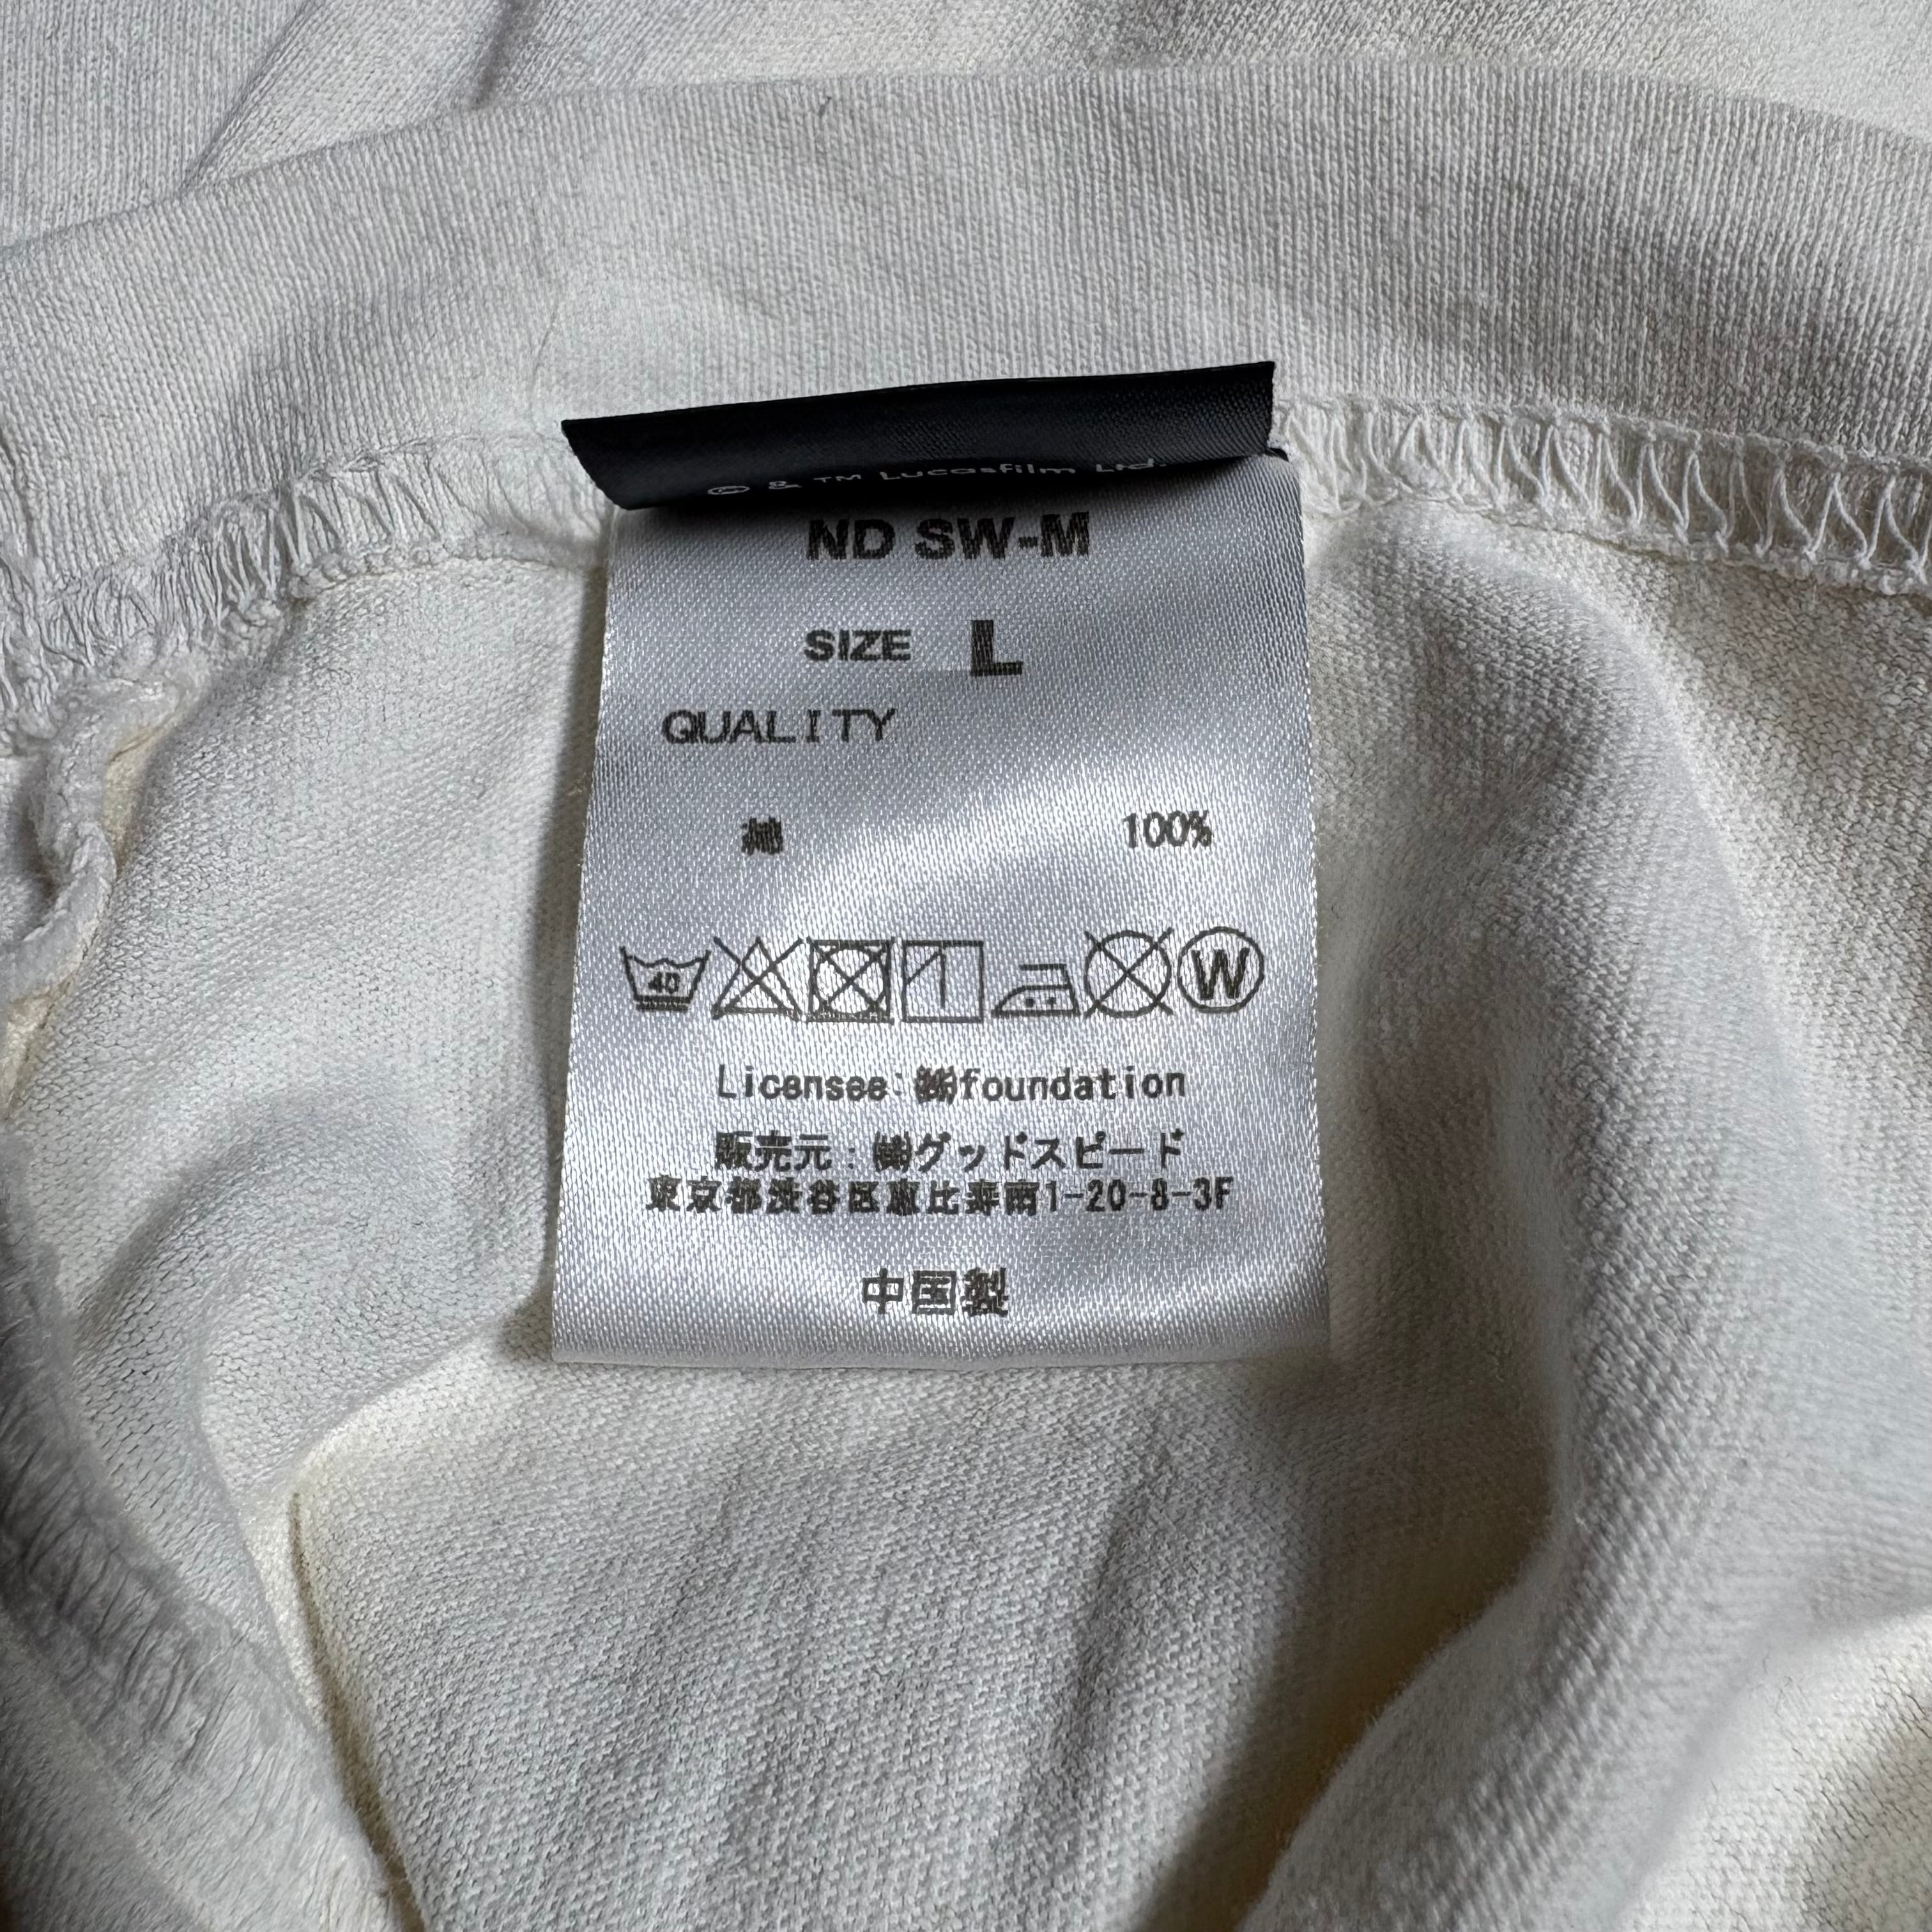 © & ™ Lucasfilm Ltd.
ND SW-M
SIZE L
QUALITY
綿 100%
40
W
Licensee:㈱foundation
販売元:㈱グッドスピード
東京都渋谷区恵比寿南1-20-8-3F
中国製